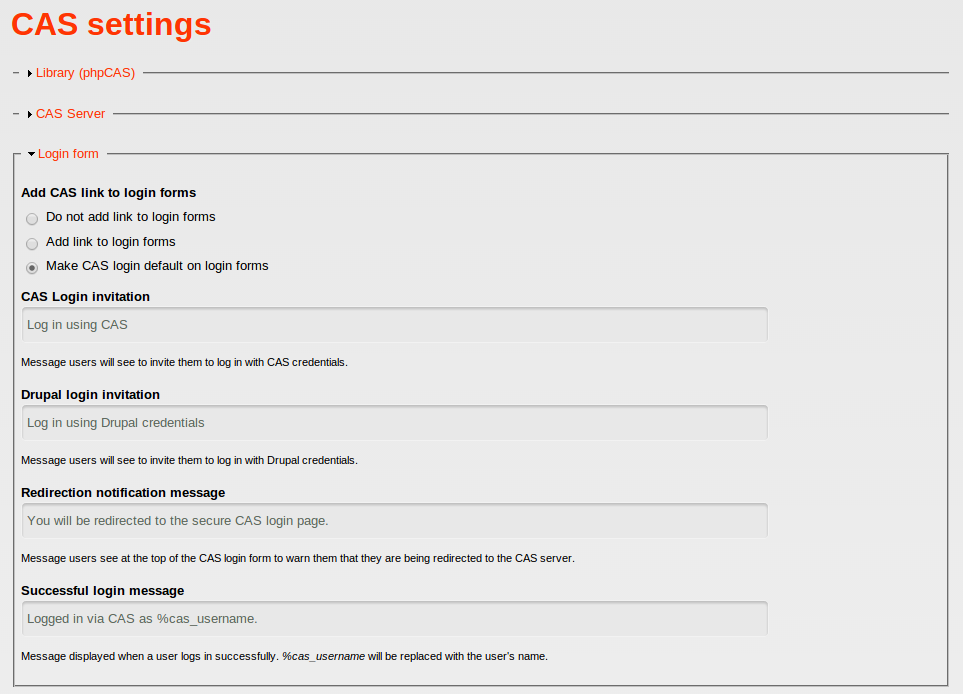 CAS settings
Library (phpCAS)
CAS Server
Login form
Add CAS link to login forms
Do not add link to login forms
Add link to login forms
Make CAS login default on login forms
CAS Login invitation
Log in using CAS
Message users will see to invite them to log in with CAS credentials.
Drupal login invitation
Log in using Drupal credentials
Message users will see to invite them to log in with Drupal credentials.
Redirection notification message
You will be redirected to the secure CAS login page.
Message users see at the top of the CAS login form to warn them that they are being redirected to the CAS server.
Successful login message
Logged in via CAS as %cas_username.
Message displayed when a user logs in successfully. %cas_username will be replaced with the user's name.